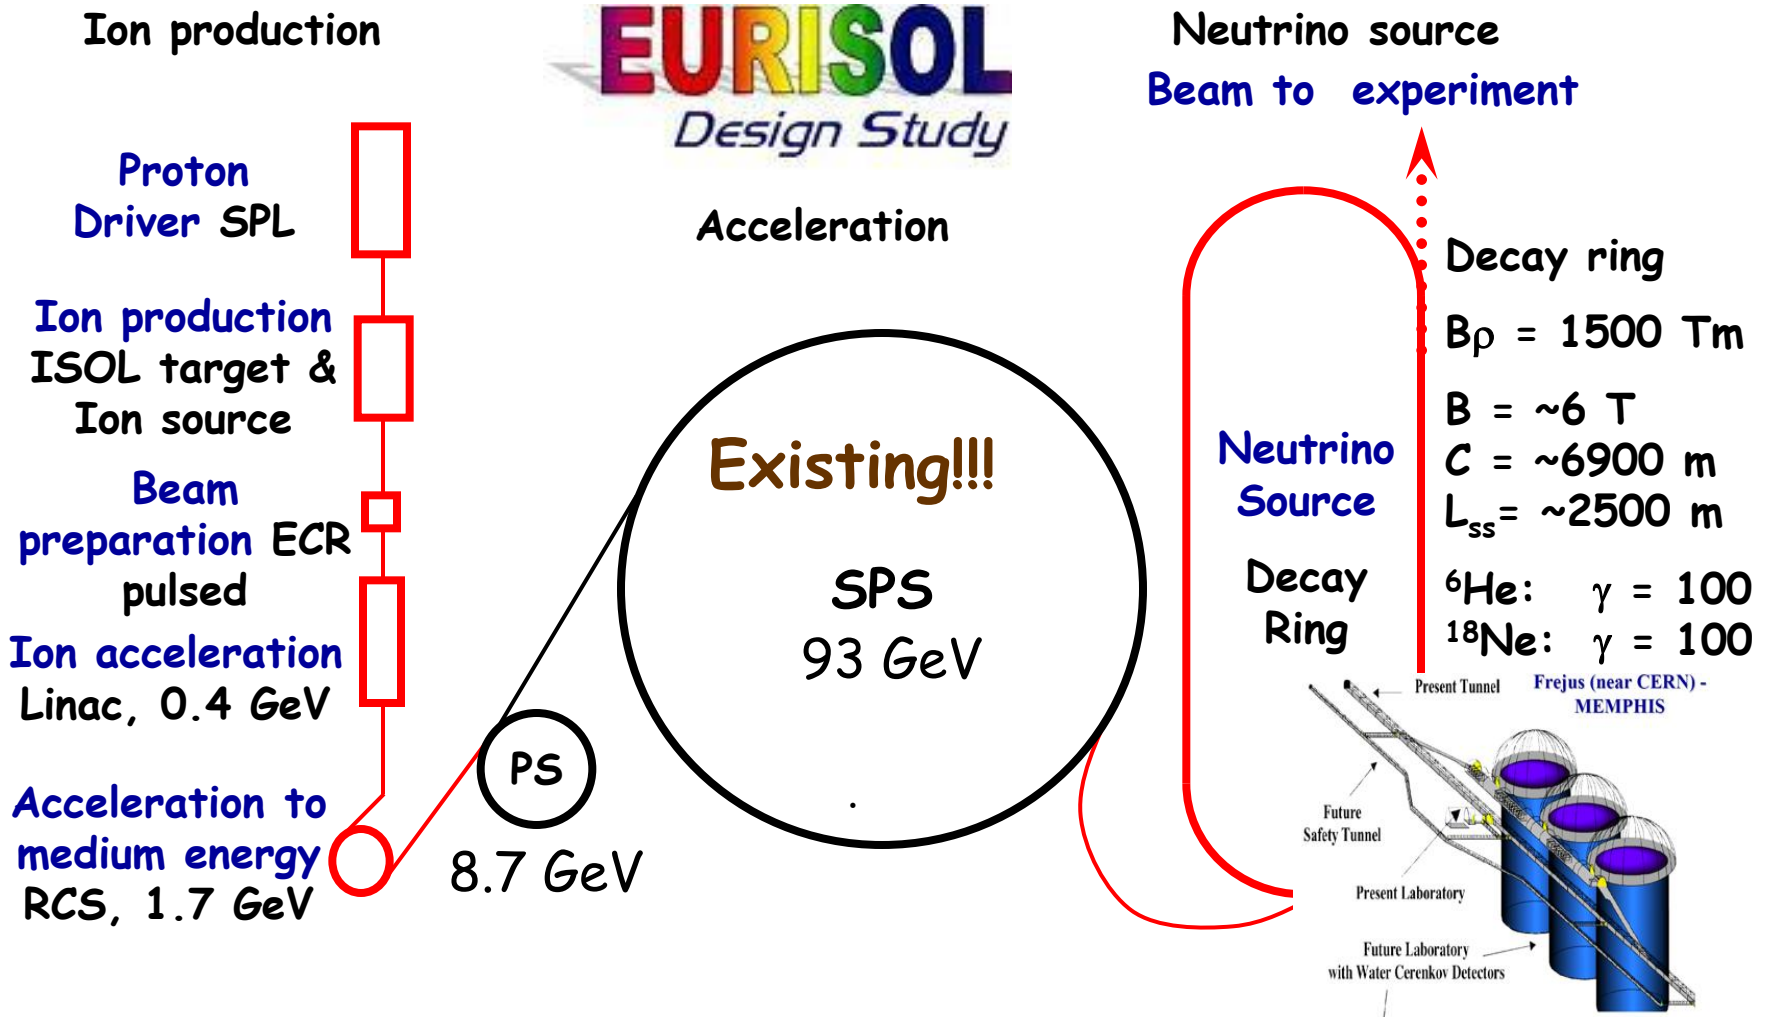 Ion production
Proton
Driver SPL
Ion production
ISOL target &
Ion source
Beam
preparation ECR
pulsed
Ion acceleration
Linac, 0.4 GeV
Acceleration to
medium energy
RCS, 1.7 GeV
EURISOL
Design Study
Acceleration
Existing!!!
SPS
93 GeV
PS
8.7 GeV
.
Neutrino source
Beam to experiment
Neutrino
Source
Decay
Ring
Decay ring
Bρ = 1500 Tm
B = ~6 T
C = ~6900 m
Lss= ~2500 m
⁶He: γ = 100
¹⁸Ne: γ = 100
Frejus (near CERN) -
MEMPHIS
Present Tunnel
Future
Safety Tunnel
Present Laboratory
Future Laboratory
with Water Cerenkov Detectors